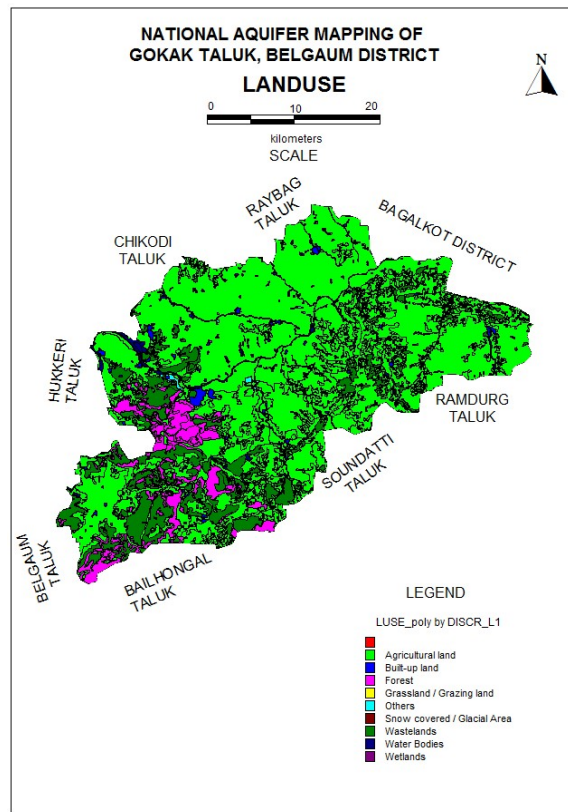 NATIONAL AQUIFER MAPPING OF
GOKAK TALUK, BELGAUM DISTRICT
LANDUSE
N
0 10 20
kilometers
SCALE
RAYBAG
TALUK
BAGALKOT DISTRICT
CHIKODI
TALUK
HUKKERI
TALUK
RAMDURG
TALUK
SOUNDATTI
TALUK
BELGAUM
TALUK
BAILHONGAL
TALUK
LEGEND
LUSE_poly by DISCR_L1
Agricultural land
Built-up land
Forest
Grassland / Grazing land
Others
Snow covered / Glacial Area
Wastelands
Water Bodies
Wetlands